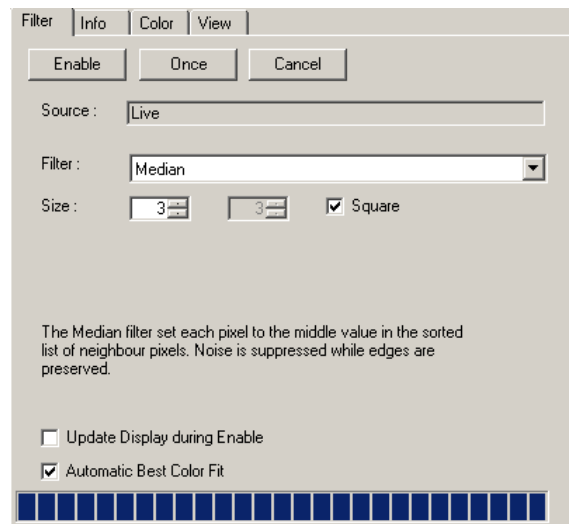 Filter Info Color View
Enable Once Cancel
Source : Live
Filter : Median
Size : 3 3 Square
The Median filter set each pixel to the middle value in the sorted
list of neighbour pixels. Noise is suppressed while edges are
preserved.
Update Display during Enable
Automatic Best Color Fit